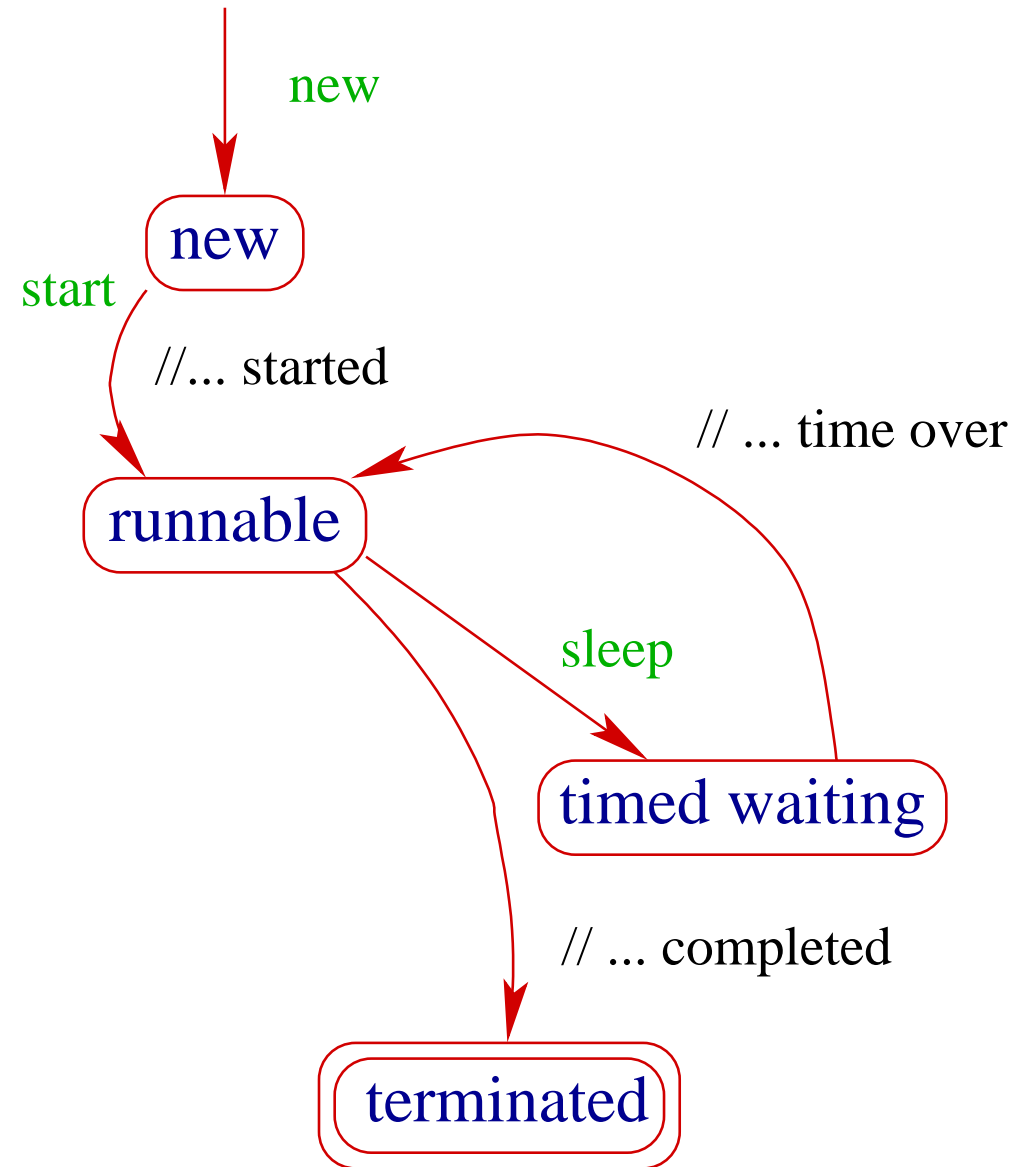 new
new
start
//... started
// ... time over
runnable
sleep
timed waiting
// ... completed
terminated